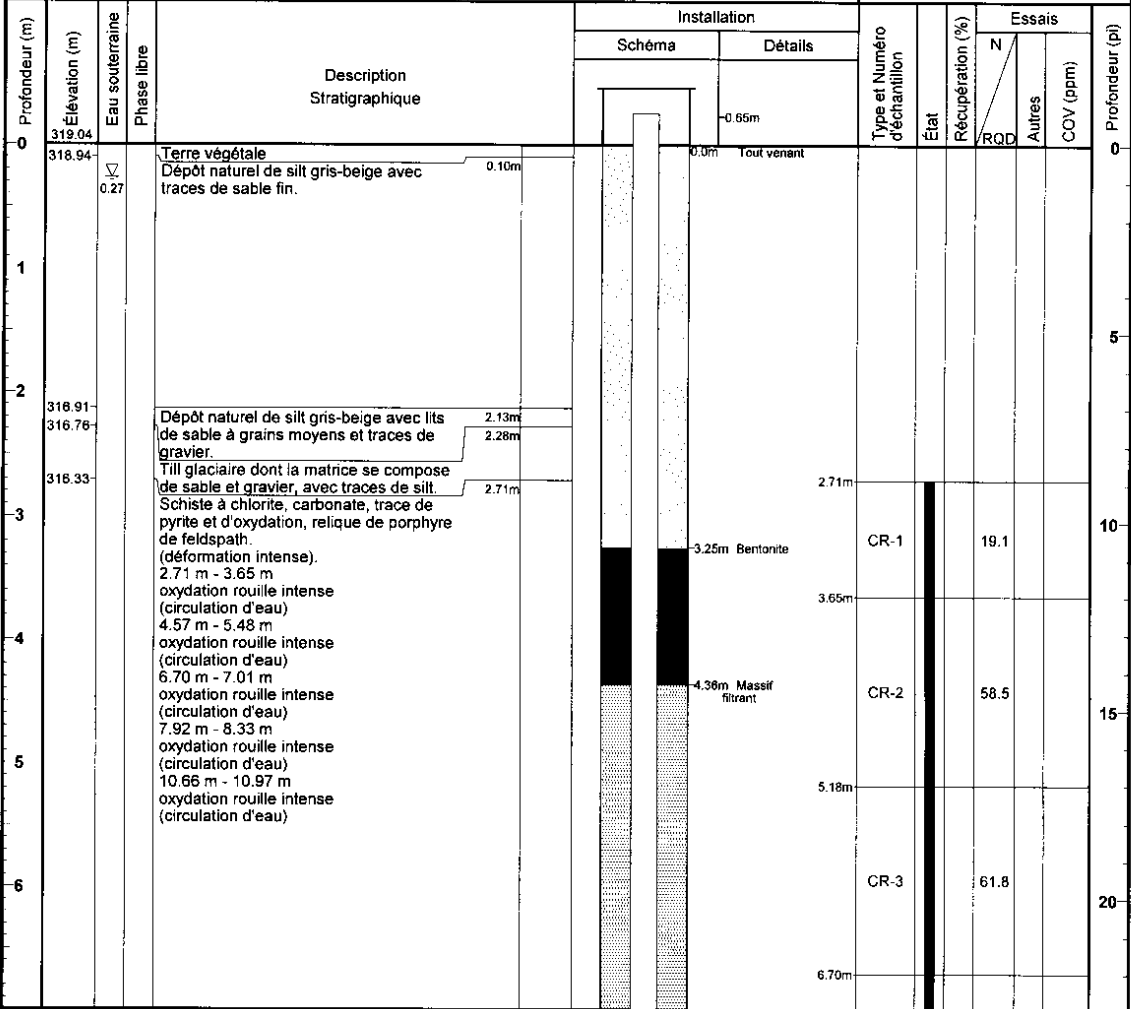 Profondeur (m)
Élévation (m)
Eau souterraine
Phase libre
Description
Stratigraphique
Installation
Schéma
Détails
Type et Numéro
d'échantillon
État
Récupération (%)
Essais
N
RQD
Autres
COV (ppm)
Profondeur (pi)
319.04
0.65m
0
318.94
Terre végétale
0.10m
0.0m Tout venant
0
0.27
Dépôt naturel de silt gris-beige avec
traces de sable fin.
1
5
2
316.91
316.76
Dépôt naturel de silt gris-beige avec lits
de sable à grains moyens et traces de
gravier.
2.13m
2.28m
316.33
Till glaciaire dont la matrice se compose
de sable et gravier, avec traces de silt.
2.71m
2.71m
3
Schiste à chlorite, carbonate, trace de
pyrite et d'oxydation, relique de porphyre
de feldspath.
(déformation intense).
2.71 m - 3.65 m
oxydation rouille intense
(circulation d'eau)
4.57 m - 5.48 m
oxydation rouille intense
(circulation d'eau)
6.70 m - 7.01 m
oxydation rouille intense
(circulation d'eau)
7.92 m - 8.33 m
oxydation rouille intense
(circulation d'eau)
10.66 m - 10.97 m
oxydation rouille intense
(circulation d'eau)
3.25m Bentonite
CR-1
19.1
10
3.65m
4
4.36m Massif
filtrant
CR-2
58.5
15
5
5.18m
6
CR-3
61.8
20
6.70m